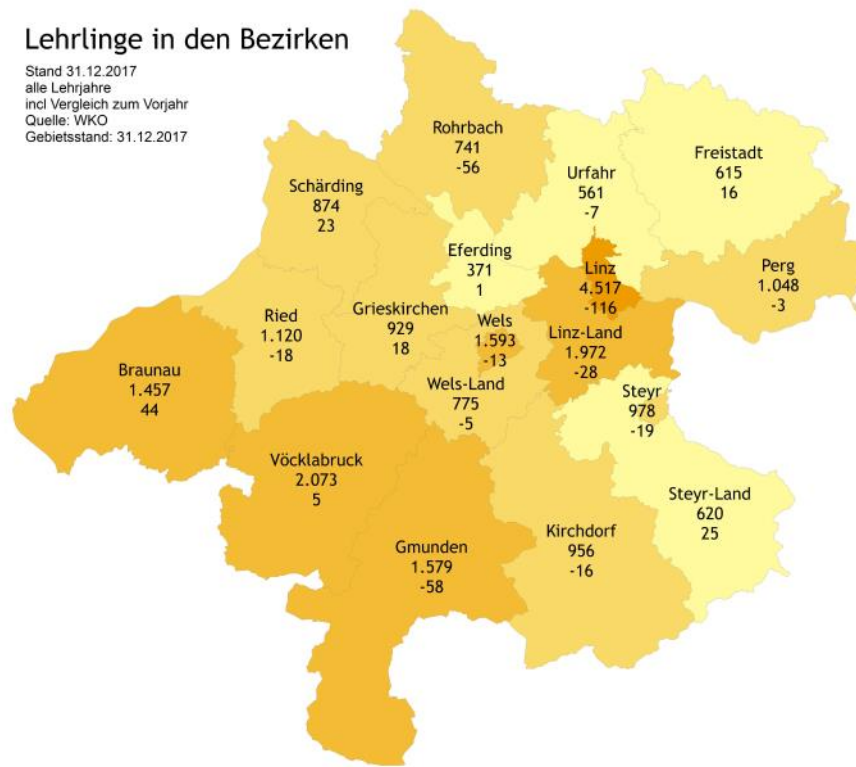 Lehrlinge in den Bezirken
Stand 31.12.2017
alle Lehrjahre
incl Vergleich zum Vorjahr
Quelle: WKO
Gebietsstand: 31.12.2017
Rohrbach
741
-56
Freistadt
615
16
Urfahr
561
-7
Schärding
874
23
Eferding
371
1
Linz
4.517
-116
Perg
1.048
-3
Ried
1.120
-18
Grieskirchen
929
18
Wels
1.593
-13
Linz-Land
1.972
-28
Braunau
1.457
44
Wels-Land
775
-5
Steyr
978
-19
Vöcklabruck
2.073
5
Steyr-Land
620
25
Gmunden
1.579
-58
Kirchdorf
956
-16